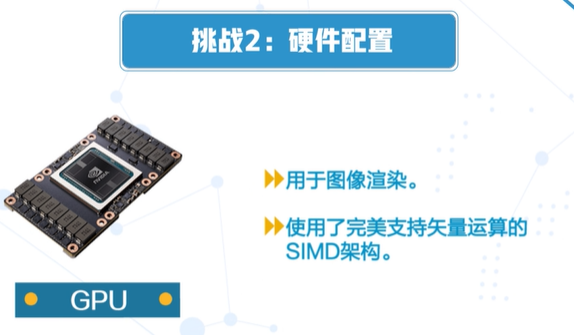 挑战2：硬件配置
NVIDIA
用于图像渲染。
使用了完美支持矢量运算的
SIMD架构。
GPU